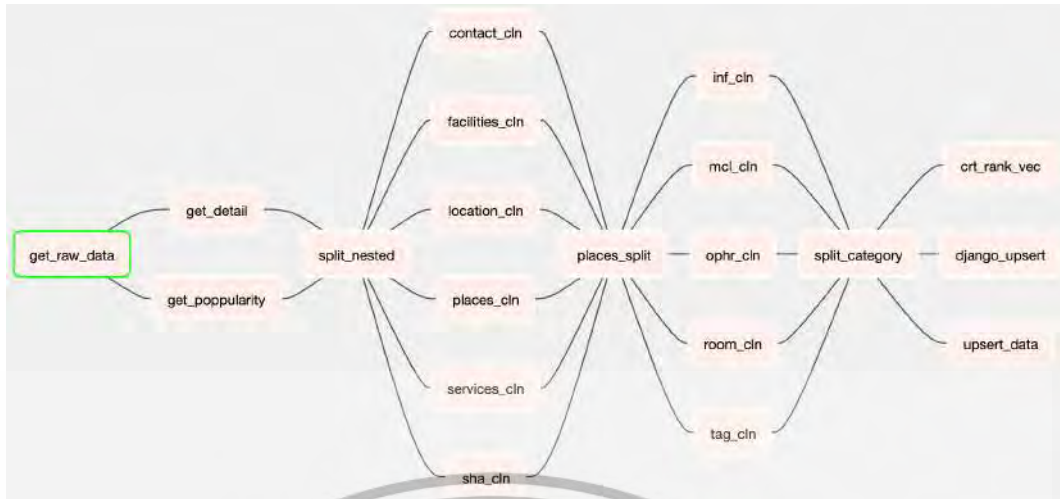 get_raw_data
get_detail
get_poppularity
split_nested
contact_cln
facilities_cln
location_cln
places_cln
services_cln
sha_cln
places_split
inf_cln
mcl_cln
ophr_cln
room_cln
tag_cln
split_category
crt_rank_vec
django_upsert
upsert_data